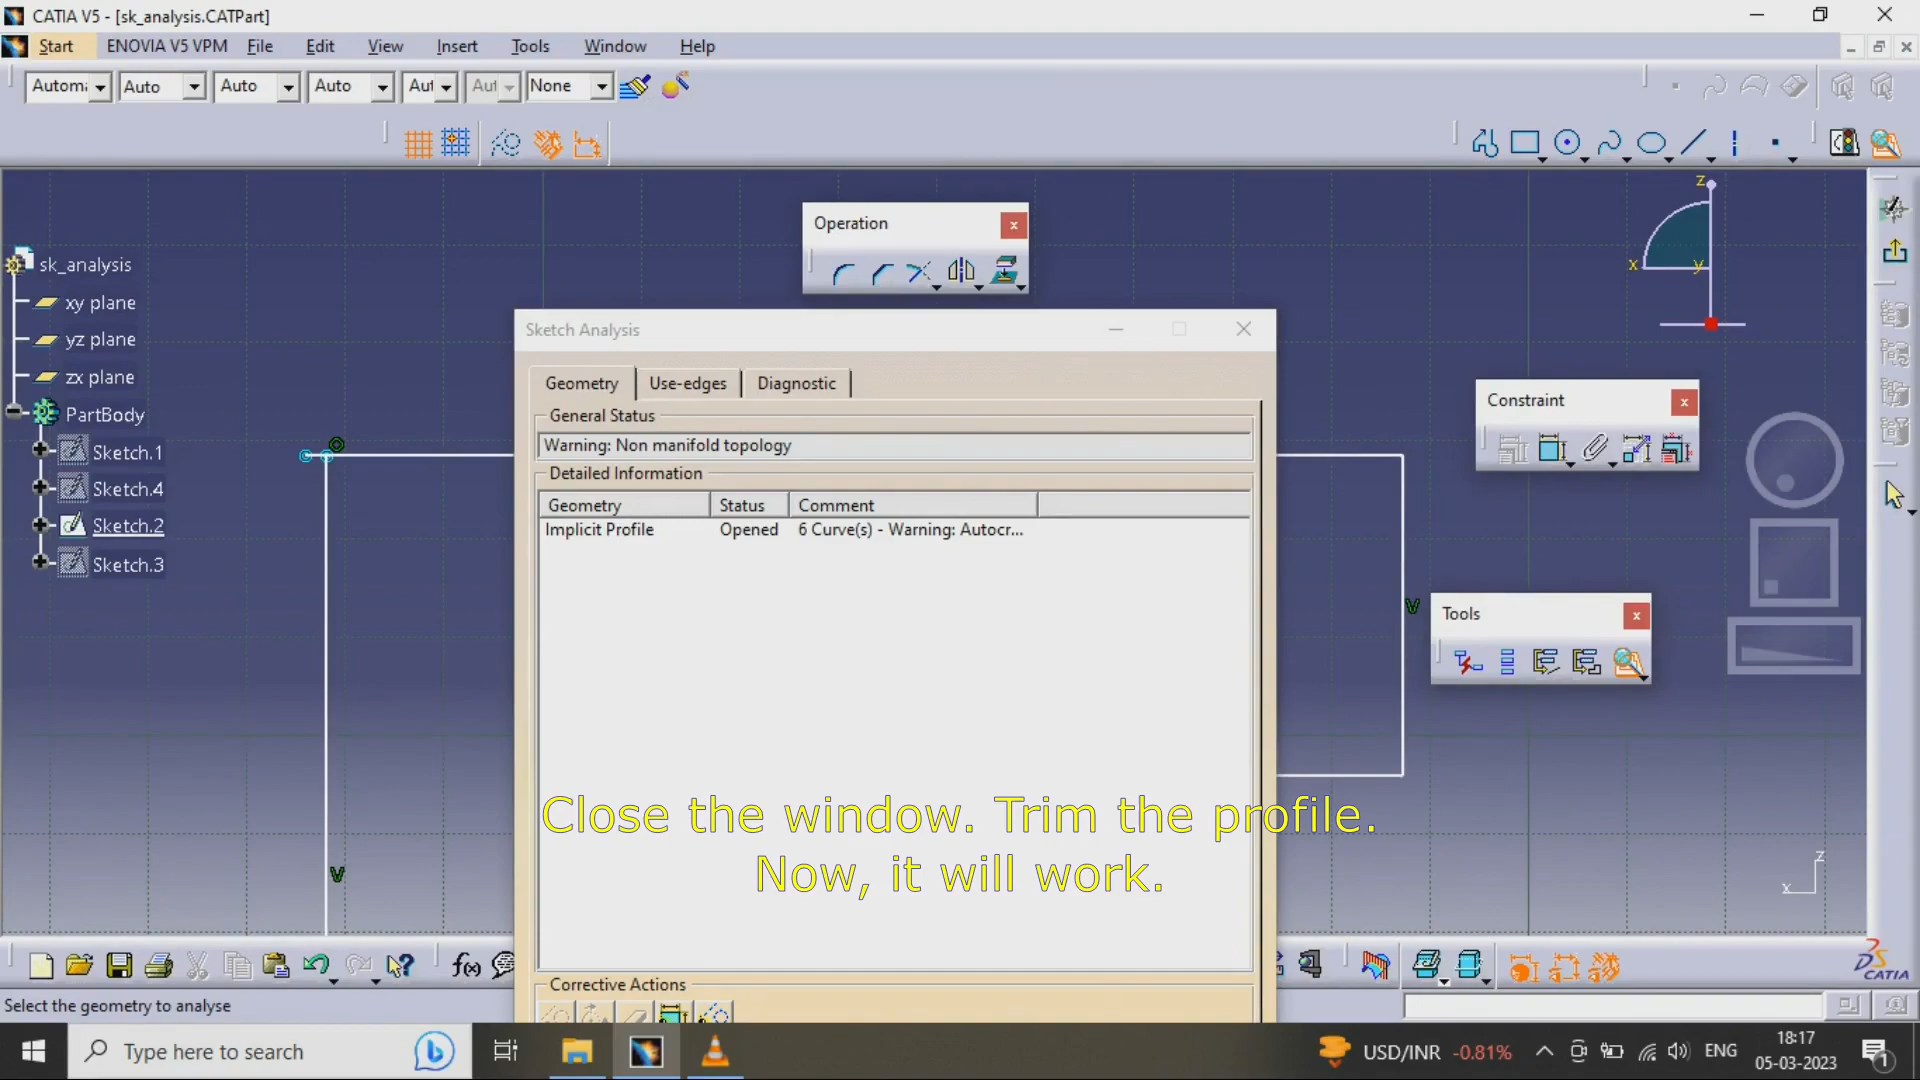 CATIA V5 - [sk_analysis.CATPart]
Start ENOVIA V5 VPM File Edit View Insert Tools Window Help
Automa Auto Auto Auto Aut Aut None
Operation
z
x y
sk_analysis
xy plane
yz plane
zx plane
PartBody
Sketch.1
Sketch.4
Sketch.2
Sketch.3
Sketch Analysis
Geometry Use-edges Diagnostic
General Status
Warning: Non manifold topology
Detailed Information
Geometry Status Comment
Implicit Profile Opened 6 Curve(s) - Warning: Autocr...
Constraint
Tools
V
V
Close the window. Trim the profile.
Now, it will work.
z
x
f(x)
Corrective Actions
CATIA
Select the geometry to analyse
Type here to search
USD/INR -0.81%
ENG
18:17
05-03-2023
1